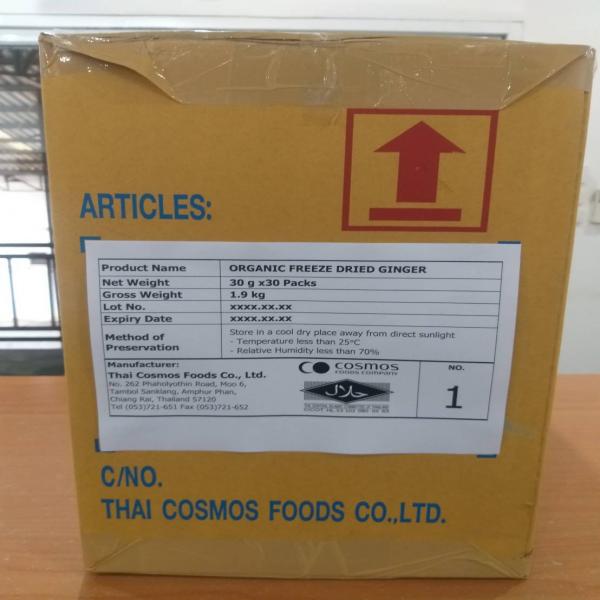 ARTICLES:
Product Name ORGANIC FREEZE DRIED GINGER
Net Weight 30 g x30 Packs
Gross Weight 1.9 kg
Lot No. xxxx.xx.xx
Expiry Date xxxx.xx.xx
Method of Preservation Store in a cool dry place away from direct sunlight
- Temperature less than 25°C
- Relative Humidity less than 70%
Manufacturer:
Thai Cosmos Foods Co., Ltd.
No. 262 Phaholyothin Road, Moo 6,
Tambol Sanklang, Amphur Phan,
Chiang Rai, Thailand 57120
Tel (053)721-651 Fax (053)721-652
COSMOS
FOODS COMPANY
حلال
NO.
1
C/NO.
THAI COSMOS FOODS CO.,LTD.